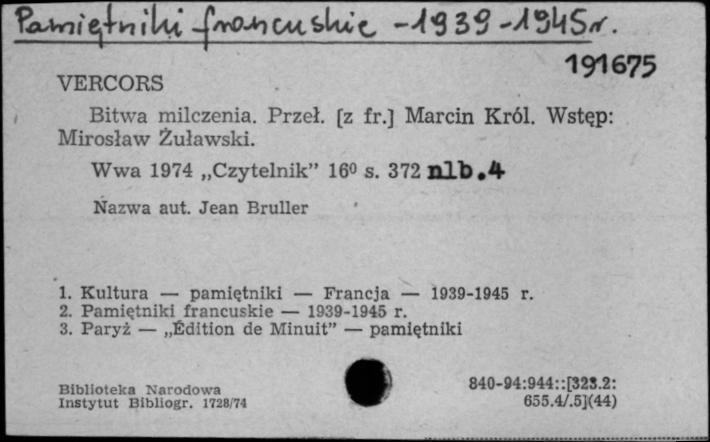 Pamiętniki francuskie - 1939 - 1945 r.
191675
VERCORS
Bitwa milczenia. Przeł. [z fr.] Marcin Król. Wstęp:
Mirosław Żuławski.
Wwa 1974 „Czytelnik” 16⁰ s. 372 nlb.4
Nazwa aut. Jean Bruller
1. Kultura — pamiętniki — Francja — 1939-1945 r.
2. Pamiętniki francuskie — 1939-1945 r.
3. Paryż — „Édition de Minuit” — pamiętniki
Biblioteka Narodowa
Instytut Bibliogr. 1728/74
840-94:944::[323.2:
655.4/.5](44)